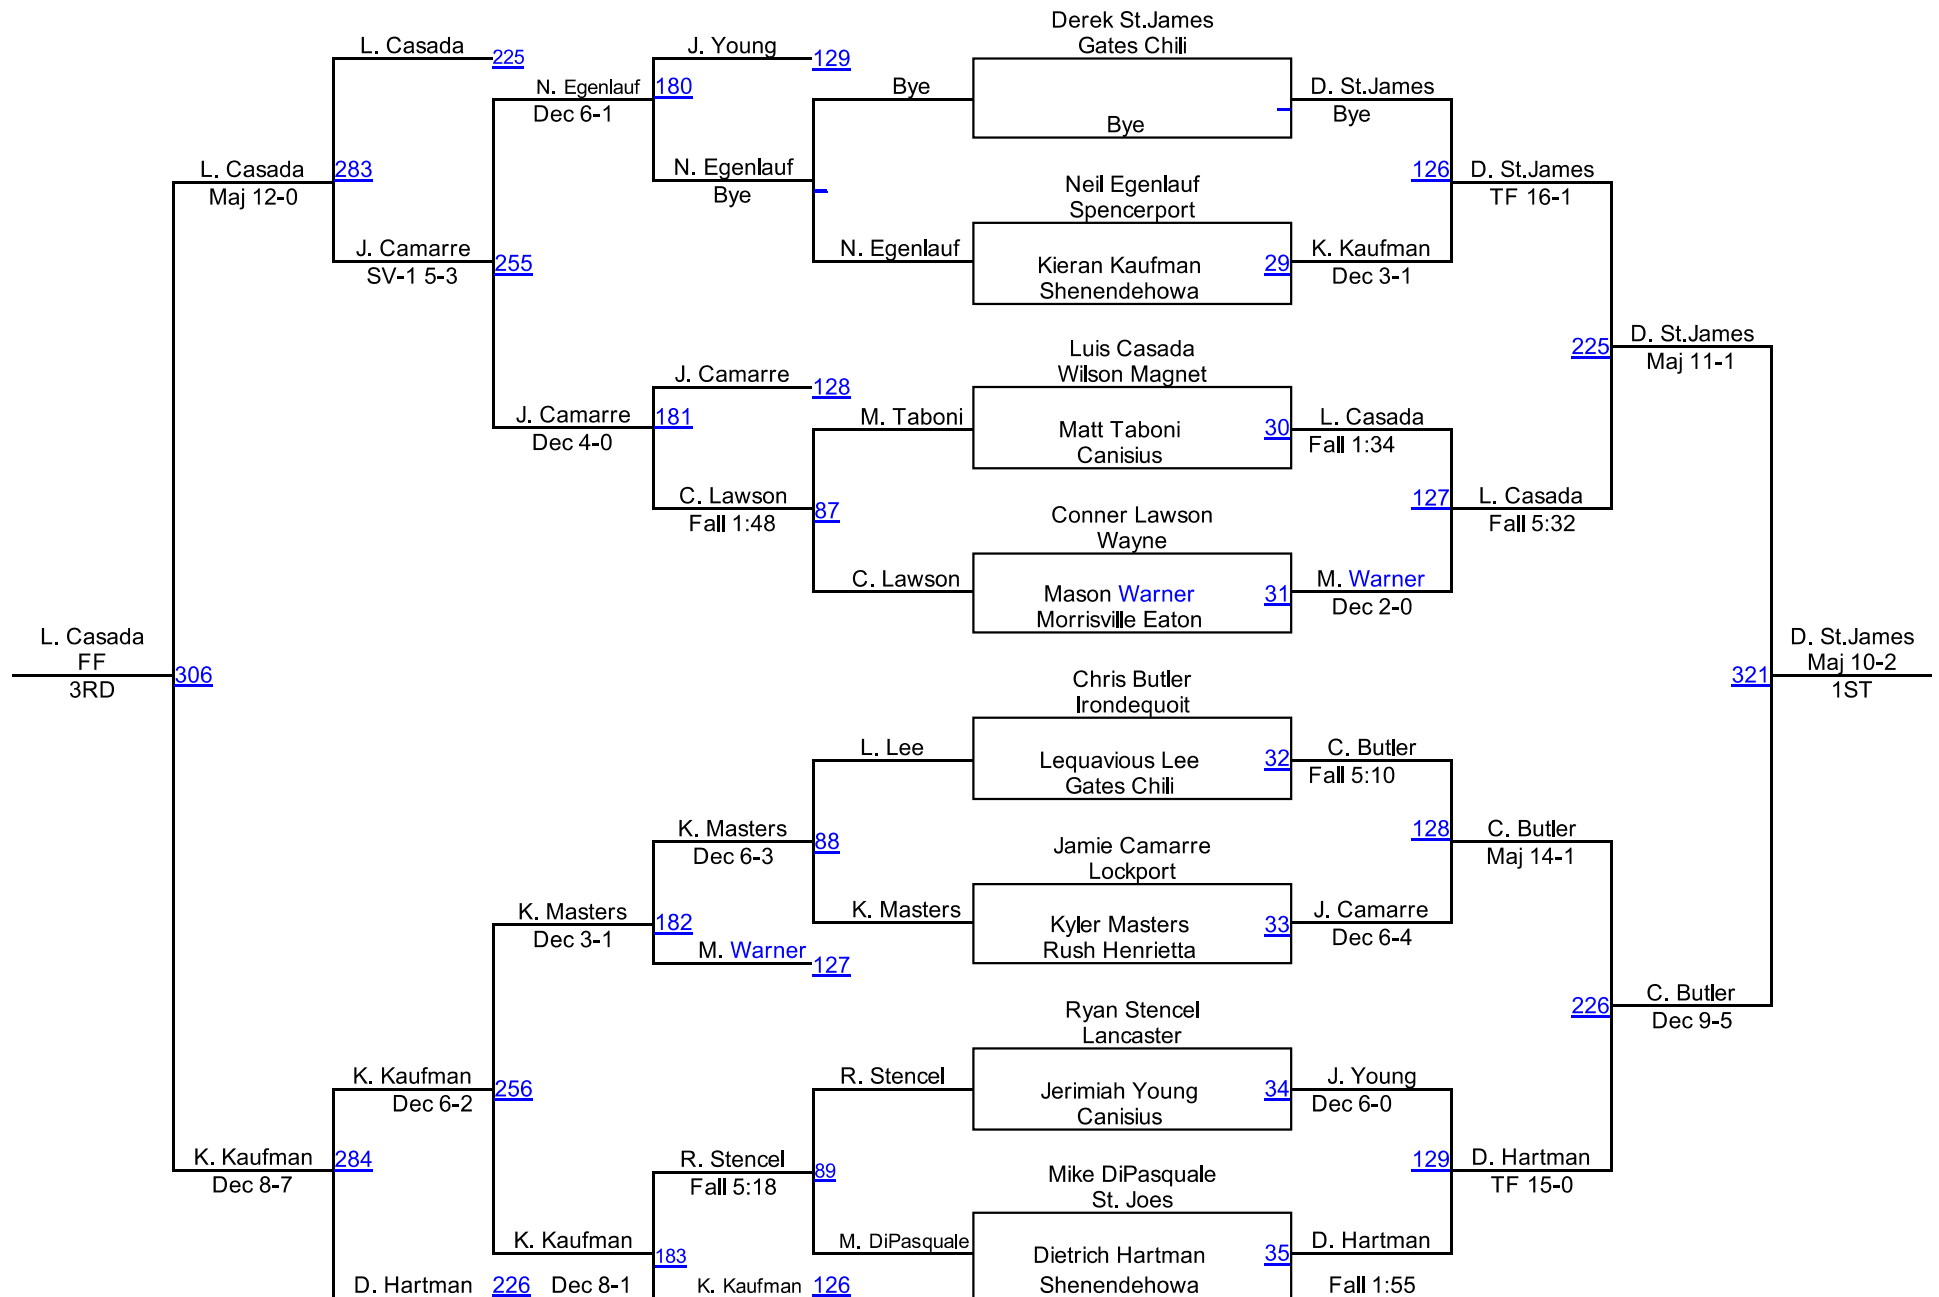 Derek St.James
L. Casada
J. Young
Gates Chili
225
129
N. Egenlauf
180
Bye
D. St.James
Dec 6-1
Bye
Bye
L. Casada
283
N. Egenlauf
126
D. St.James
Maj 12-0
Bye
Neil Egenlauf
TF 16-1
Spencerport
J. Camarre
N. Egenlauf
K. Kaufman
SV-1 5-3
255
Kieran Kaufman
29
Dec 3-1
Shenendehowa
D. St.James
Luis Casada
225
Maj 11-1
J. Camarre
128
Wilson Magnet
J. Camarre
181
M. Taboni
L. Casada
Dec 4-0
Matt Taboni
30
Fall 1:34
Canisius
C. Lawson
87
127
L. Casada
Fall 1:48
Conner Lawson
Fall 5:32
Wayne
C. Lawson
M. Warner
Mason Warner
31
Dec 2-0
Morrisville Eaton
L. Casada
D. St.James
FF
306
321
Maj 10-2
3RD
Chris Butler
1ST
Irondequoit
L. Lee
C. Butler
Lequavious Lee
32
Fall 5:10
Gates Chili
K. Masters
88
128
C. Butler
Dec 6-3
Jamie Camarre
Maj 14-1
Lockport
K. Masters
182
K. Masters
J. Camarre
Dec 3-1
Kyler Masters
33
Dec 6-4
M. Warner
127
Rush Henrietta
C. Butler
Ryan Stencel
226
Dec 9-5
Lancaster
K. Kaufman
256
R. Stencel
J. Young
Dec 6-2
Jerimiah Young
34
Dec 6-0
Canisius
K. Kaufman
284
R. Stencel
89
129
D. Hartman
Dec 8-7
Fall 5:18
Mike DiPasquale
TF 15-0
St. Joes
K. Kaufman
183
M. DiPasquale
D. Hartman
Dietrich Hartman
35
D. Hartman
226
Dec 8-1
K. Kaufman
126
Shenendehowa
Fall 1:55